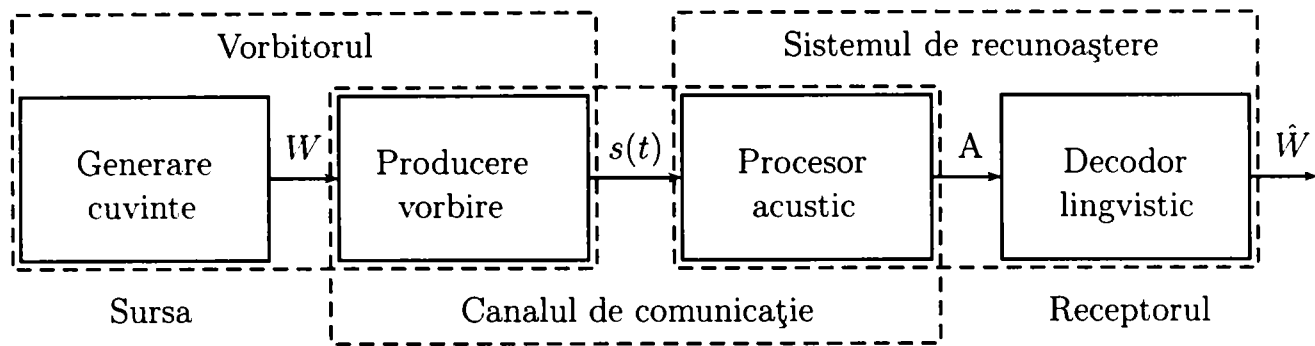 Vorbitorul
Sistemul de recunoaştere
Generare
cuvinte
W
Producere
vorbire
s(t)
Procesor
acustic
A
Decodor
lingvistic
Ŵ
Sursa
Canalul de comunicaţie
Receptorul